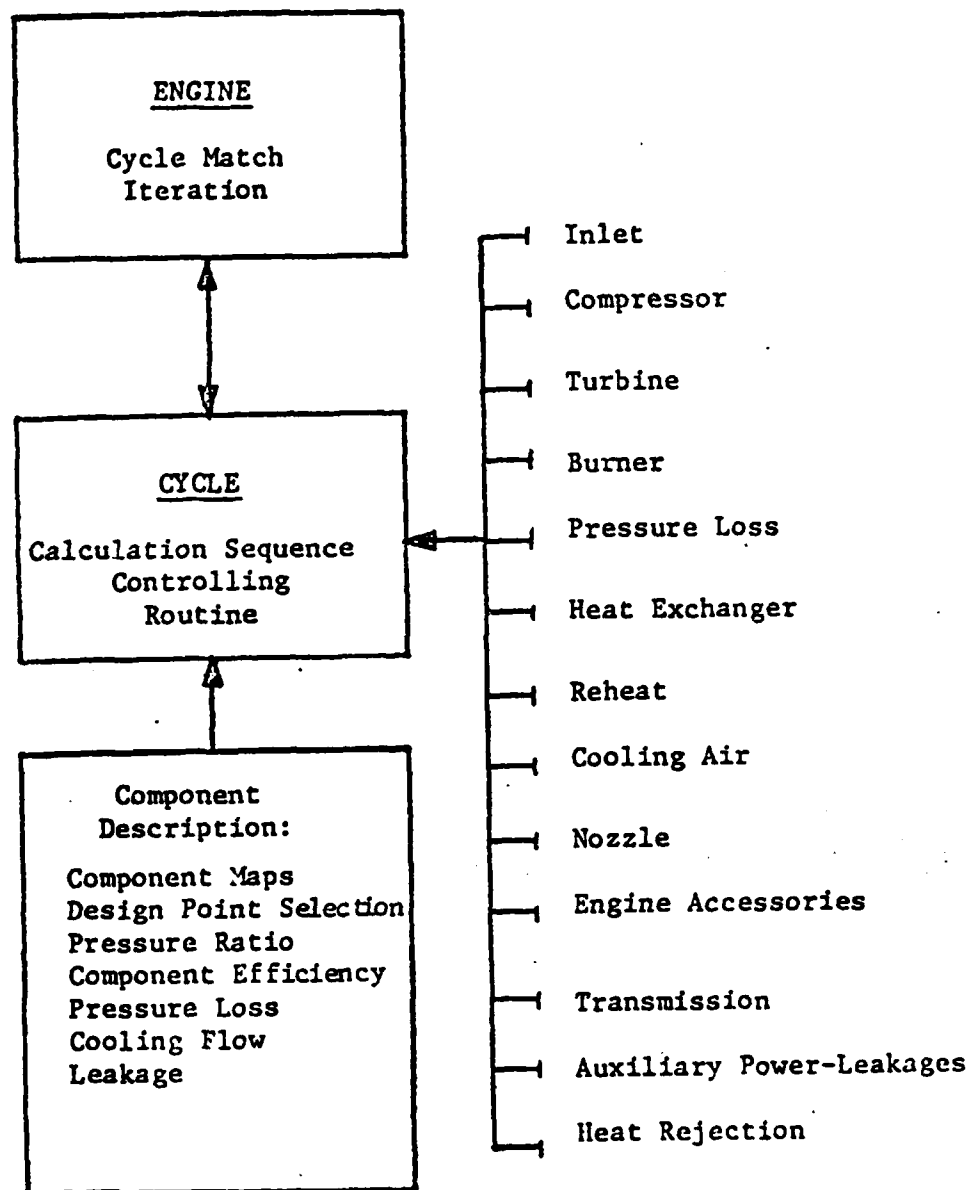 ENGINE
Cycle Match
Iteration
CYCLE
Calculation Sequence
Controlling
Routine
Component
Description:
Component Maps
Design Point Selection
Pressure Ratio
Component Efficiency
Pressure Loss
Cooling Flow
Leakage
Inlet
Compressor
Turbine
Burner
Pressure Loss
Heat Exchanger
Reheat
Cooling Air
Nozzle
Engine Accessories
Transmission
Auxiliary Power-Leakages
Heat Rejection